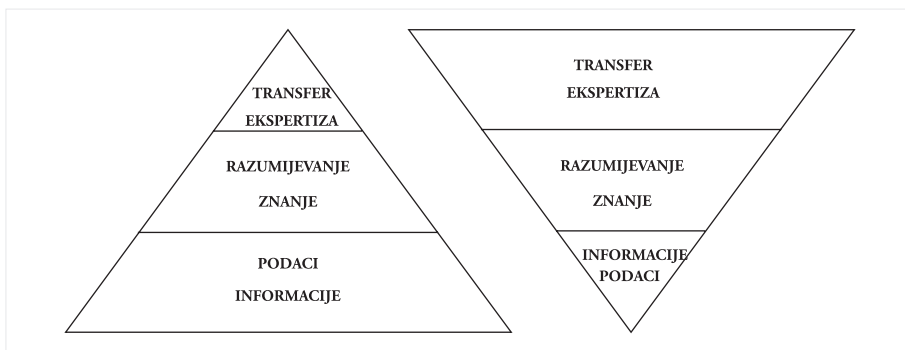 TRANSFER
EKSPERTIZA
RAZUMIJEVANJE
ZNANJE
PODACI
INFORMACIJE
TRANSFER
EKSPERTIZA
RAZUMIJEVANJE
ZNANJE
INFORMACIJE
PODACI